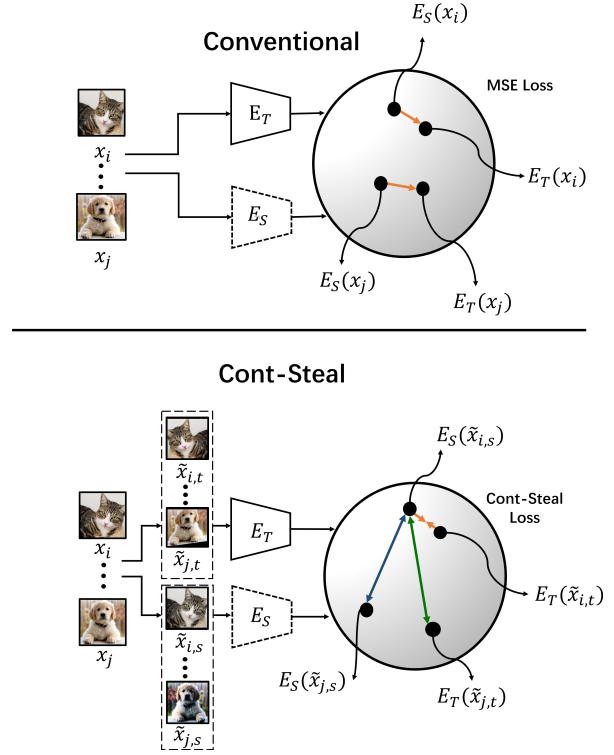 Conventional
E_S(x_i)
MSE Loss
x_i
E_T
E_T(x_i)
E_S
x_j
E_S(x_j)
E_T(x_j)
Cont-Steal
E_S(x̃_{i,s})
x̃_{i,t}
Cont-Steal
Loss
x_i
x̃_{j,t}
E_T
E_T(x̃_{i,t})
x_j
x̃_{i,s}
E_S
E_S(x̃_{j,s})
E_T(x̃_{j,t})
x̃_{j,s}